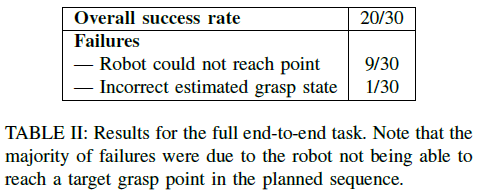 Overall success rate 20/30
Failures
— Robot could not reach point 9/30
— Incorrect estimated grasp state 1/30
TABLE II: Results for the full end-to-end task. Note that the
majority of failures were due to the robot not being able to
reach a target grasp point in the planned sequence.